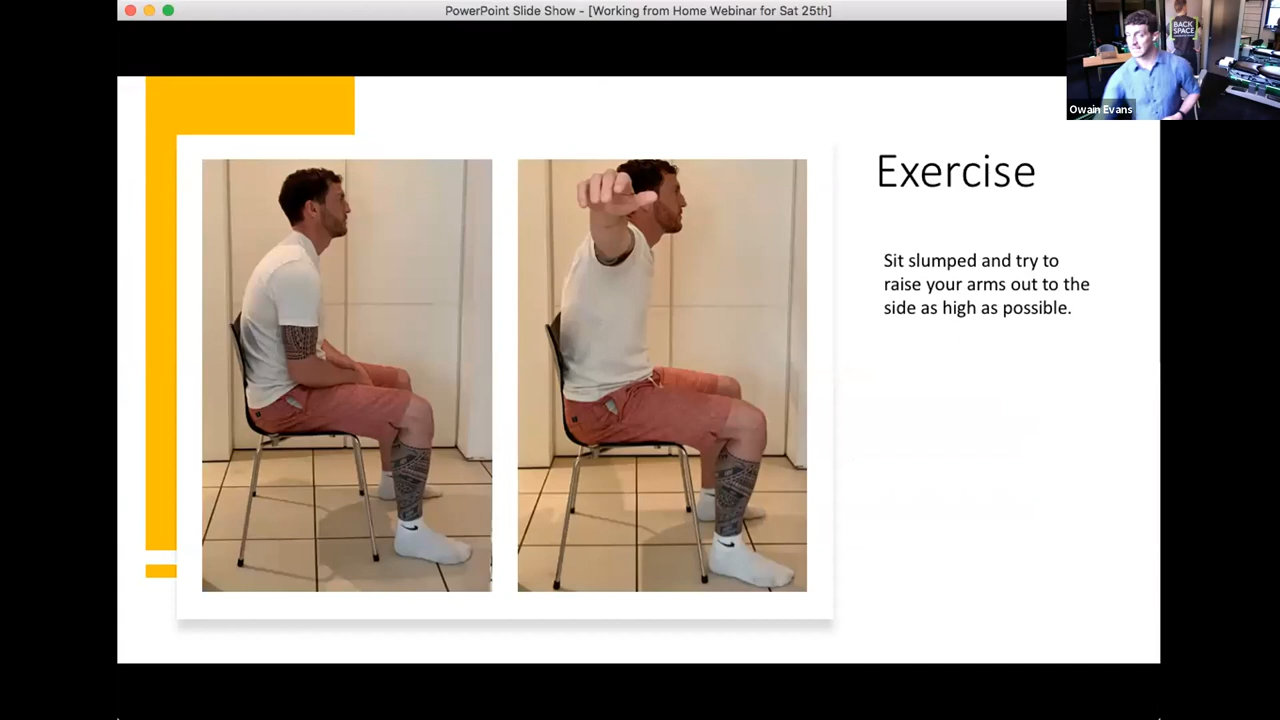 PowerPoint Slide Show - [Working from Home Webinar for Sat 25th]
BACK
SPACE
Owain Evans
Exercise
Sit slumped and try to
raise your arms out to the
side as high as possible.